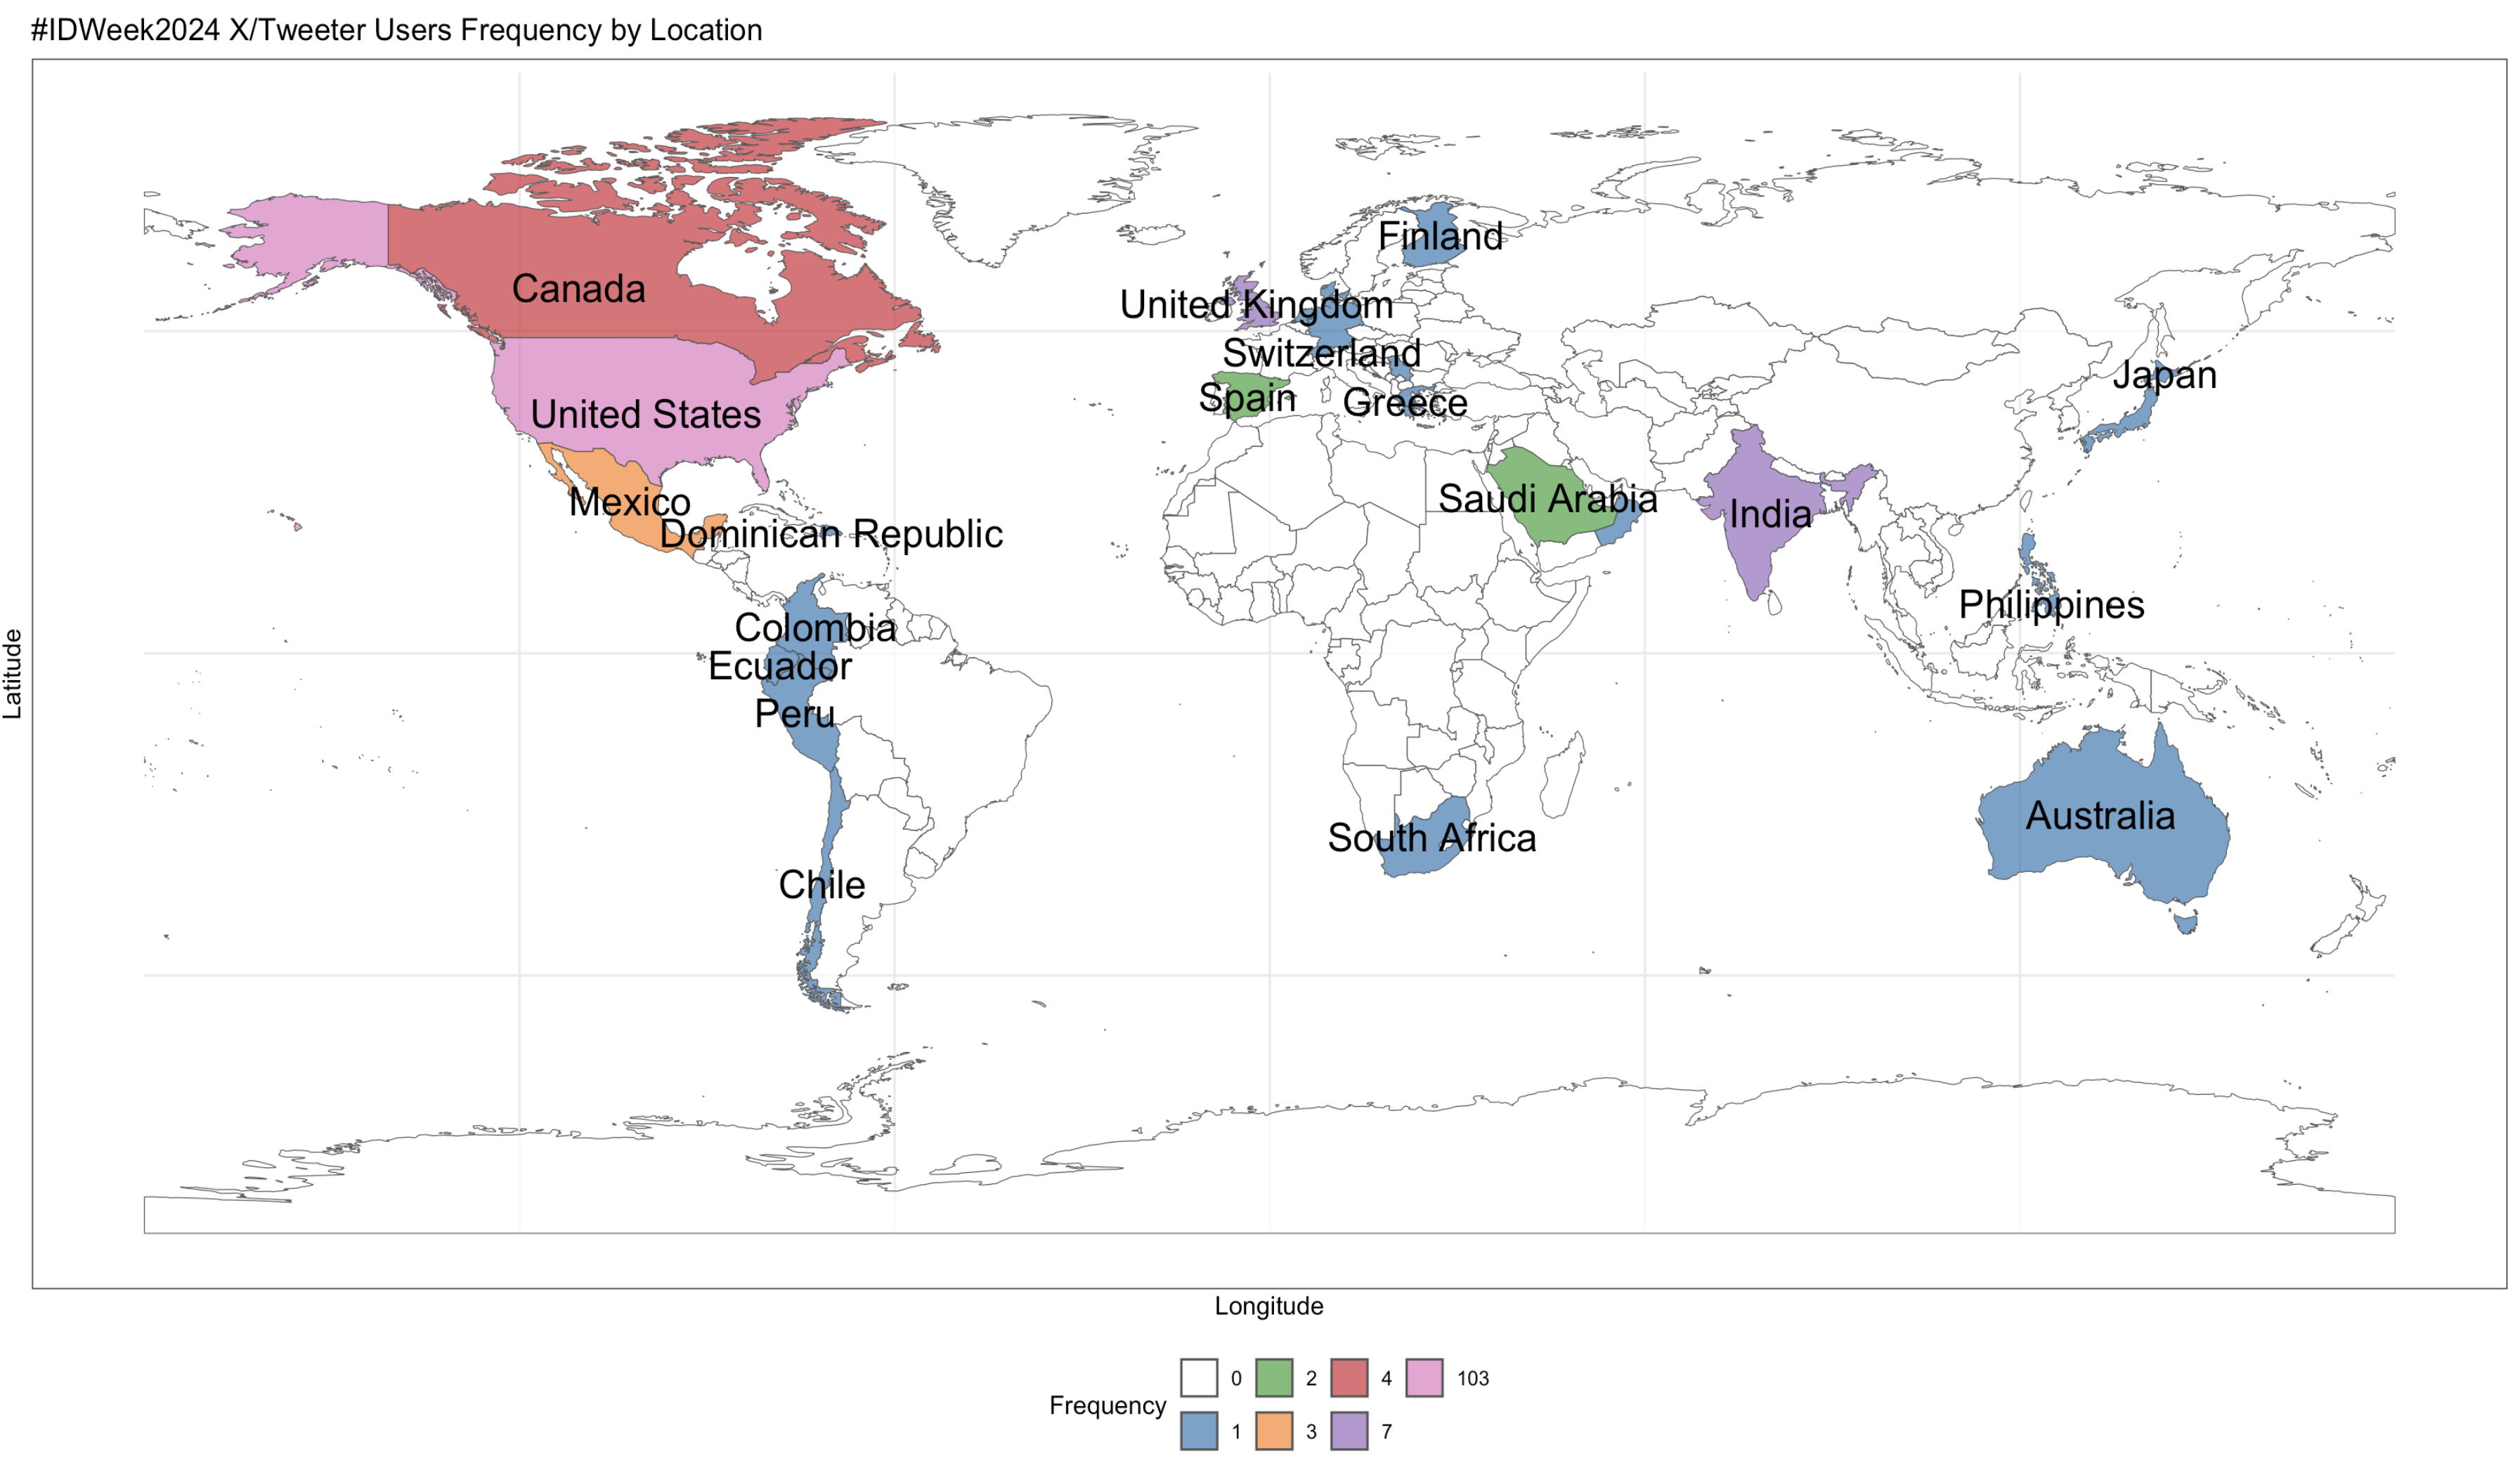 #IDWeek2024 X/Tweeter Users Frequency by Location
Finland
Canada
United Kingdom
Switzerland
Japan
Spain
Greece
United States
Mexico
Saudi Arabia
India
Dominican Republic
Philippines
Colombia
Ecuador
Peru
Australia
South Africa
Chile
Latitude
Longitude
Frequency
0 2 4 103
1 3 7